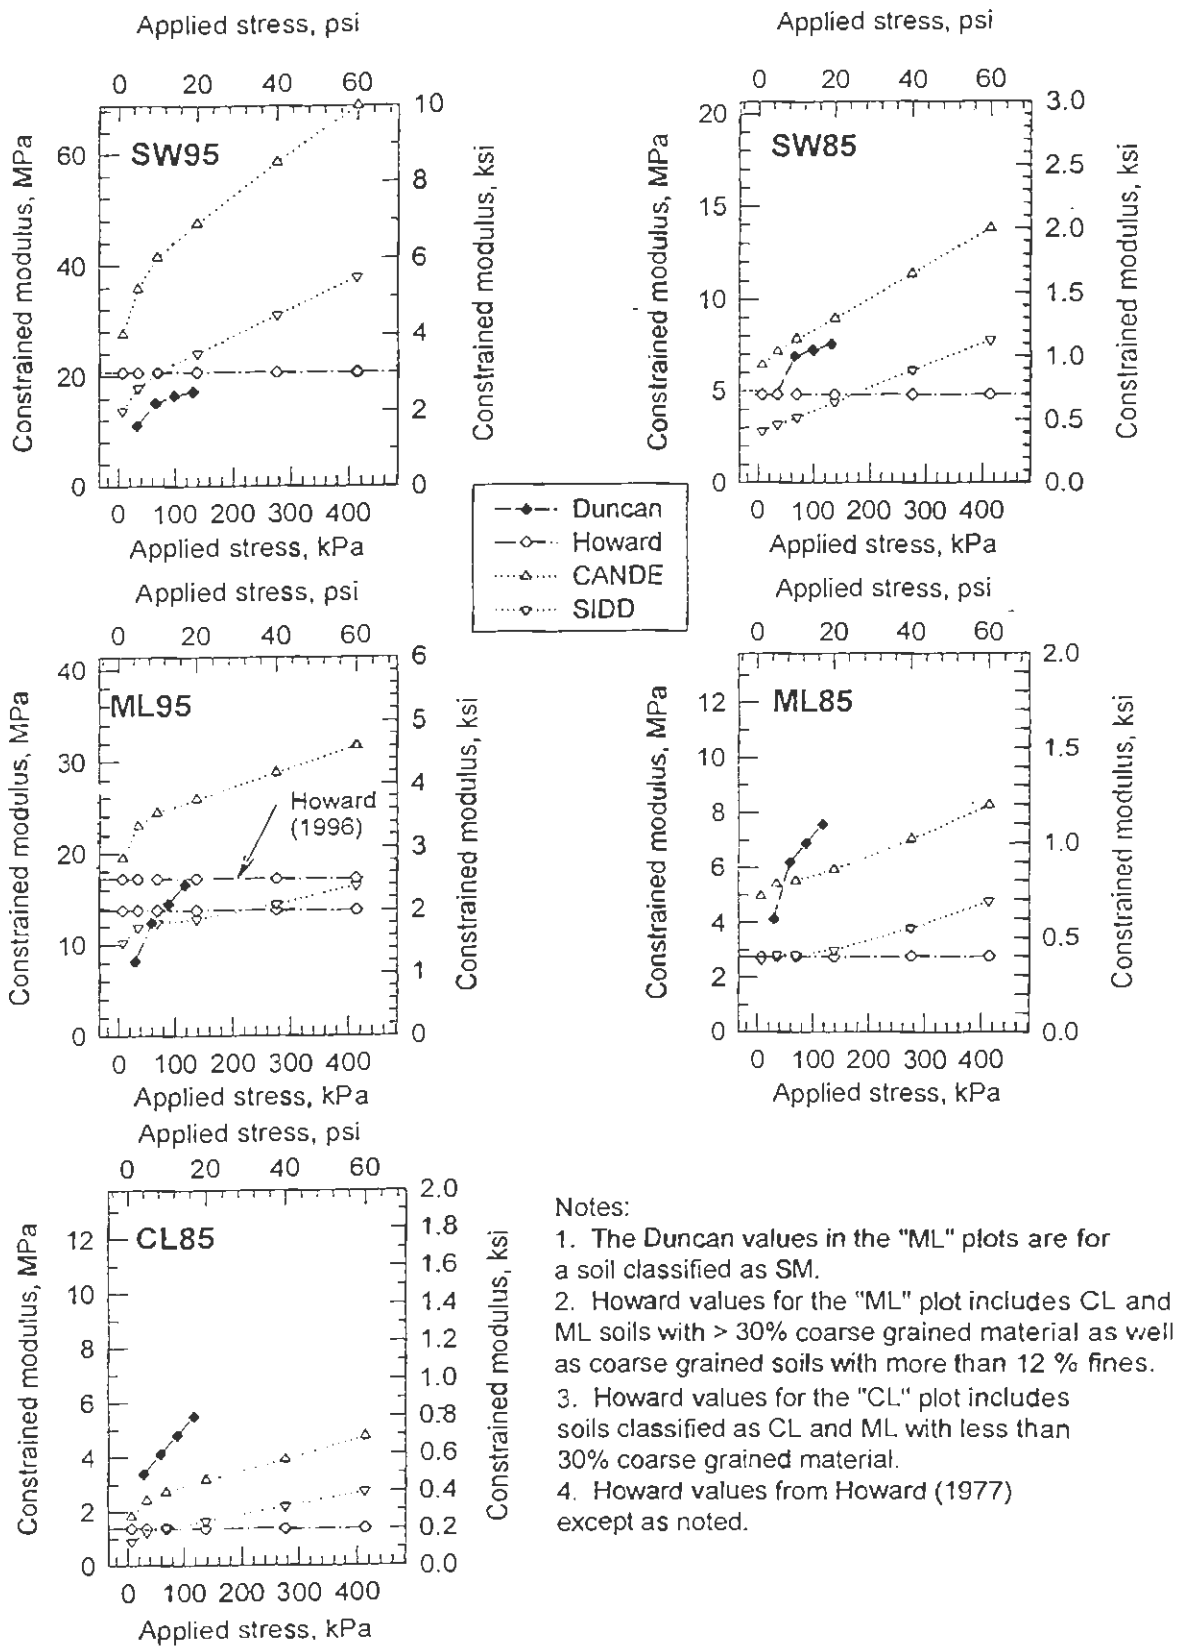 Applied stress, psi
0 20 40 60
60
40
20
0
Constrained modulus, MPa
SW95
10
8
6
4
2
0
Constrained modulus, ksi
0 100 200 300 400
Applied stress, kPa
Applied stress, psi
0 20 40 60
20
15
10
5
0
Constrained modulus, MPa
SW85
3.0
2.5
2.0
1.5
1.0
0.5
0.0
Constrained modulus, ksi
0 100 200 300 400
Applied stress, kPa
Duncan
Howard
CANDE
SIDD
Applied stress, psi
0 20 40 60
40
30
20
10
0
Constrained modulus, MPa
ML95
Howard
(1996)
6
5
4
3
2
1
0
Constrained modulus, ksi
0 100 200 300 400
Applied stress, kPa
Applied stress, psi
0 20 40 60
12
10
8
6
4
2
0
Constrained modulus, MPa
ML85
2.0
1.5
1.0
0.5
0.0
Constrained modulus, ksi
0 100 200 300 400
Applied stress, kPa
Applied stress, psi
0 20 40 60
12
10
8
6
4
2
0
Constrained modulus, MPa
CL85
2.0
1.8
1.6
1.4
1.2
1.0
0.8
0.6
0.4
0.2
0.0
Constrained modulus, ksi
0 100 200 300 400
Applied stress, kPa
Notes:
1. The Duncan values in the "ML" plots are for
a soil classified as SM.
2. Howard values for the "ML" plot includes CL and
ML soils with > 30% coarse grained material as well
as coarse grained soils with more than 12 % fines.
3. Howard values for the "CL" plot includes
soils classified as CL and ML with less than
30% coarse grained material.
4. Howard values from Howard (1977)
except as noted.